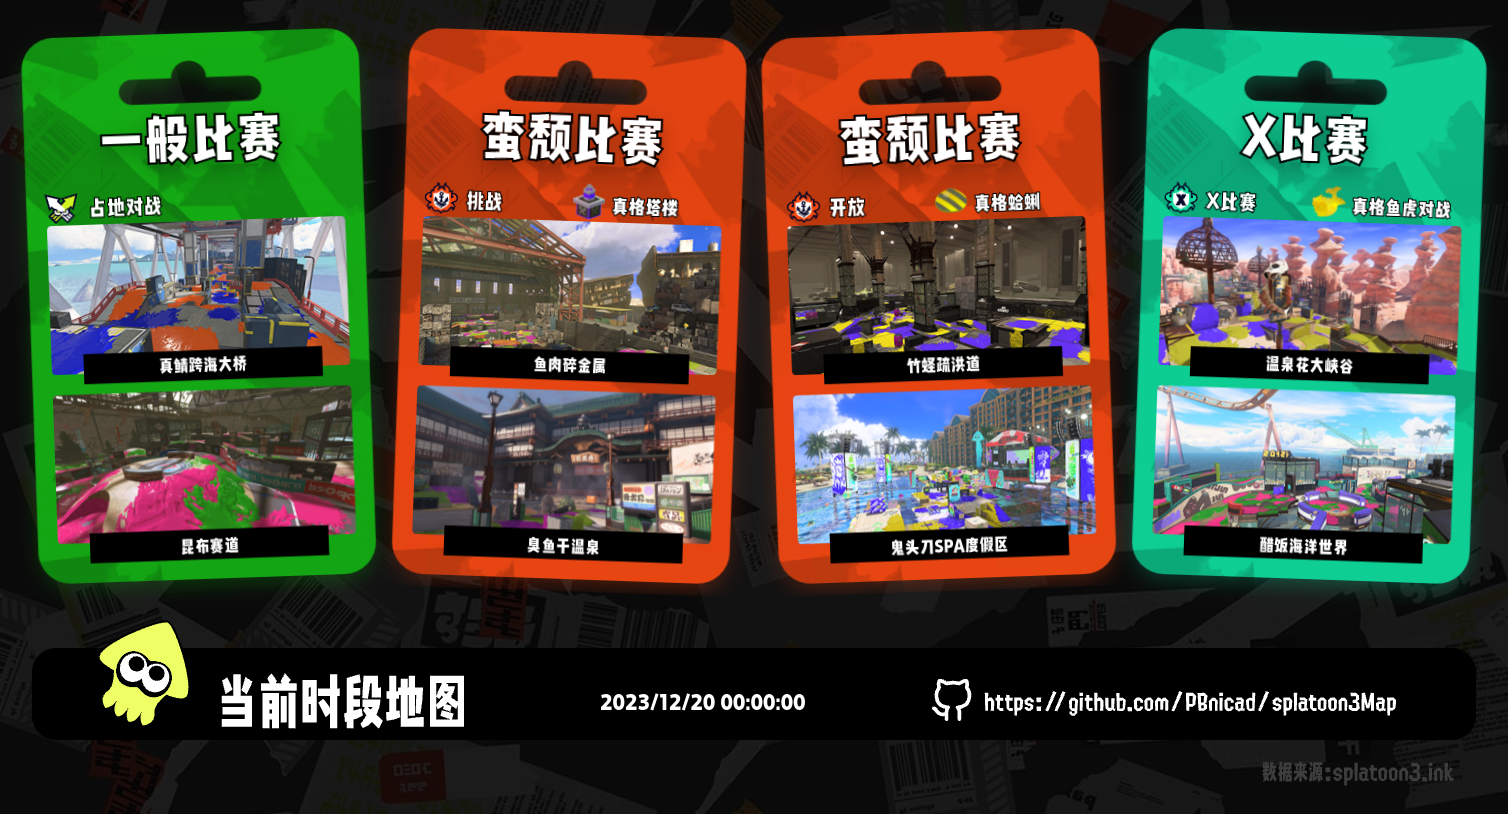 一般比赛
占地对战
真鲭跨海大桥
昆布赛道
蛮颓比赛
挑战
真格塔楼
鱼肉碎金属
臭鱼干温泉
蛮颓比赛
开放
真格蛤蜊
竹蛏疏洪道
鬼头刀SPA度假区
X比赛
X比赛
真格鱼虎对战
温泉花大峡谷
醋饭海洋世界
当前时段地图
2023/12/20 00:00:00
https://github.com/PBnicad/splatoon3Map
数据来源:splatoon3.ink